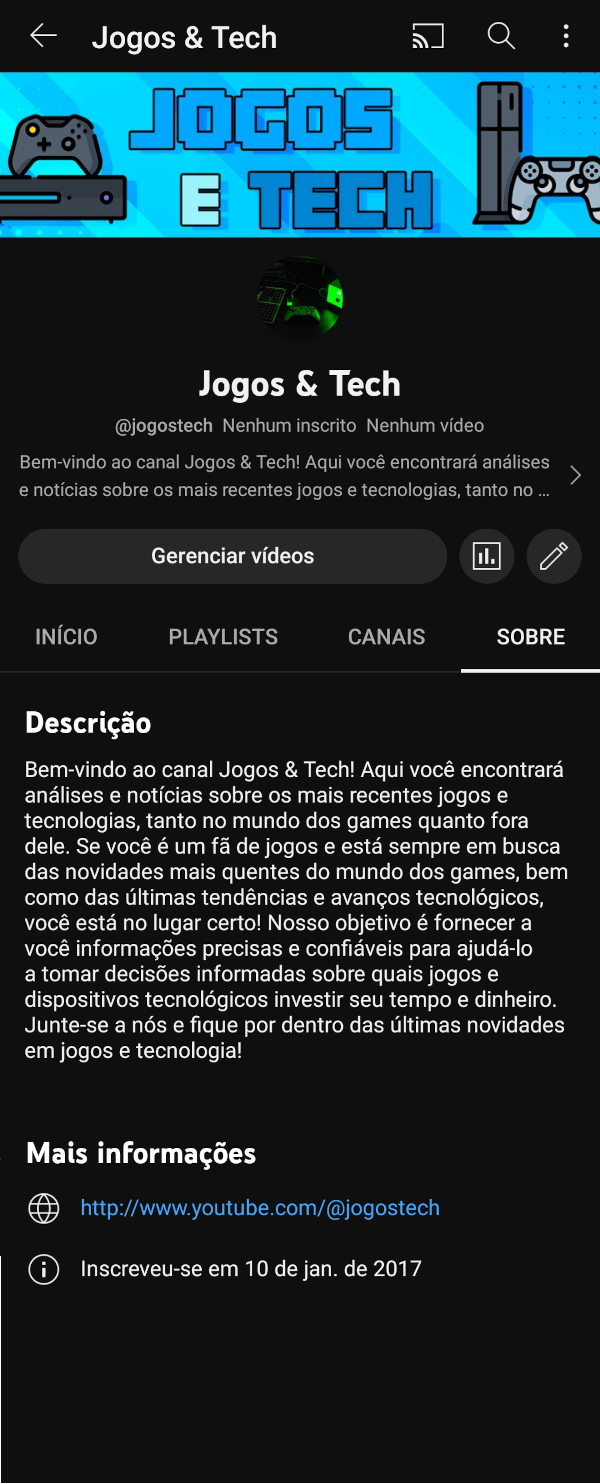 Jogos & Tech
JOGOS
E TECH
Jogos & Tech
@jogostech Nenhum inscrito Nenhum vídeo
Bem-vindo ao canal Jogos & Tech! Aqui você encontrará análises
e notícias sobre os mais recentes jogos e tecnologias, tanto no ...
Gerenciar vídeos
INÍCIO PLAYLISTS CANAIS SOBRE
Descrição
Bem-vindo ao canal Jogos & Tech! Aqui você encontrará
análises e notícias sobre os mais recentes jogos e
tecnologias, tanto no mundo dos games quanto fora
dele. Se você é um fã de jogos e está sempre em busca
das novidades mais quentes do mundo dos games, bem
como das últimas tendências e avanços tecnológicos,
você está no lugar certo! Nosso objetivo é fornecer a
você informações precisas e confiáveis para ajudá-lo
a tomar decisões informadas sobre quais jogos e
dispositivos tecnológicos investir seu tempo e dinheiro.
Junte-se a nós e fique por dentro das últimas novidades
em jogos e tecnologia!
Mais informações
http://www.youtube.com/@jogostech
Inscreveu-se em 10 de jan. de 2017